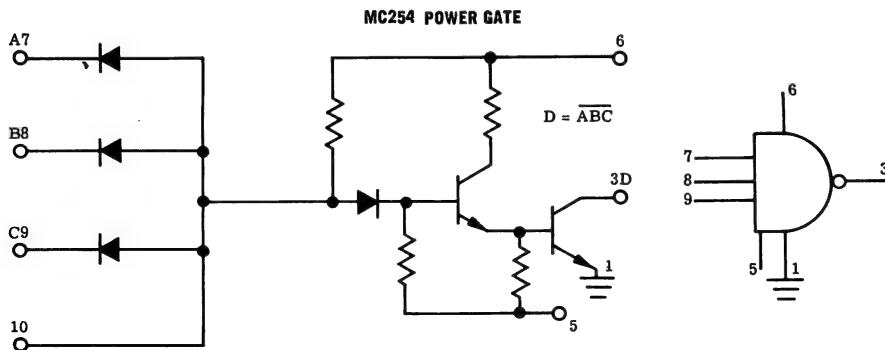 MC254 POWER GATE
A7
6
B8
D = \overline{ABC}
3D
C9
1
5
10
6
7
8
9
3
5
1